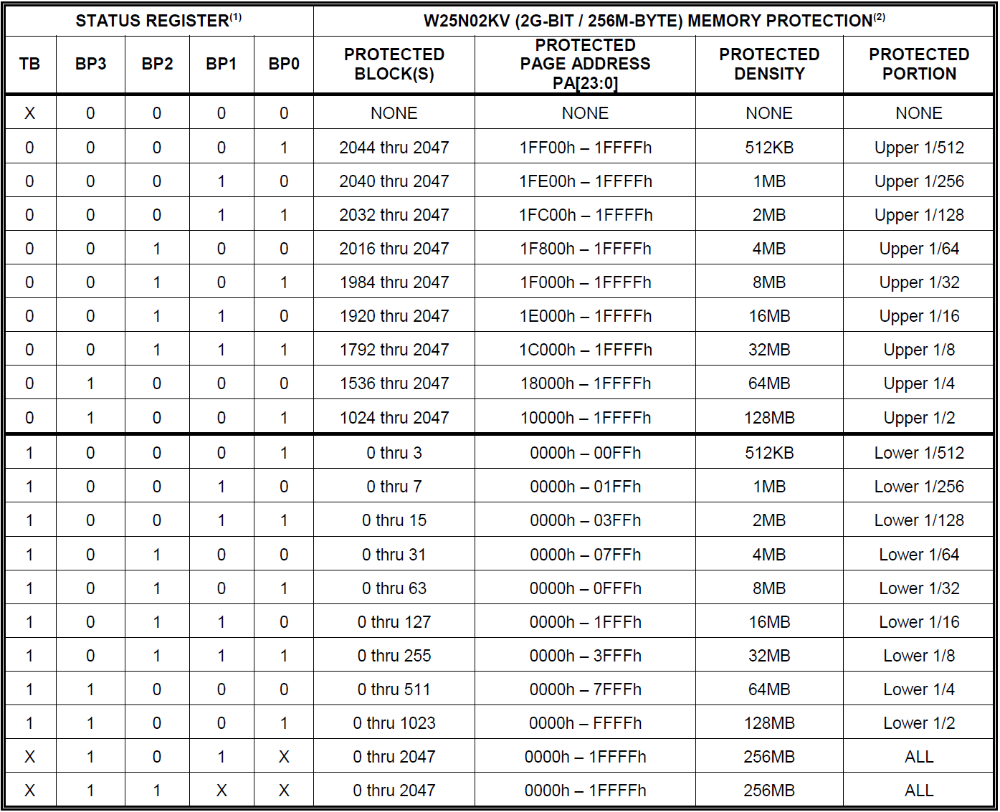 STATUS REGISTER(1) W25N02KV (2G-BIT / 256M-BYTE) MEMORY PROTECTION(2)
TB BP3 BP2 BP1 BP0 PROTECTED BLOCK(S) PROTECTED PAGE ADDRESS PA[23:0] PROTECTED DENSITY PROTECTED PORTION
X 0 0 0 0 NONE NONE NONE NONE
0 0 0 0 1 2044 thru 2047 1FF00h – 1FFFFh 512KB Upper 1/512
0 0 0 1 0 2040 thru 2047 1FE00h – 1FFFFh 1MB Upper 1/256
0 0 0 1 1 2032 thru 2047 1FC00h – 1FFFFh 2MB Upper 1/128
0 0 1 0 0 2016 thru 2047 1F800h – 1FFFFh 4MB Upper 1/64
0 0 1 0 1 1984 thru 2047 1F000h – 1FFFFh 8MB Upper 1/32
0 0 1 1 0 1920 thru 2047 1E000h – 1FFFFh 16MB Upper 1/16
0 0 1 1 1 1792 thru 2047 1C000h – 1FFFFh 32MB Upper 1/8
0 1 0 0 0 1536 thru 2047 18000h – 1FFFFh 64MB Upper 1/4
0 1 0 0 1 1024 thru 2047 10000h – 1FFFFh 128MB Upper 1/2
1 0 0 0 1 0 thru 3 0000h – 00FFh 512KB Lower 1/512
1 0 0 1 0 0 thru 7 0000h – 01FFh 1MB Lower 1/256
1 0 0 1 1 0 thru 15 0000h – 03FFh 2MB Lower 1/128
1 0 1 0 0 0 thru 31 0000h – 07FFh 4MB Lower 1/64
1 0 1 0 1 0 thru 63 0000h – 0FFFh 8MB Lower 1/32
1 0 1 1 0 0 thru 127 0000h – 1FFFh 16MB Lower 1/16
1 0 1 1 1 0 thru 255 0000h – 3FFFh 32MB Lower 1/8
1 1 0 0 0 0 thru 511 0000h – 7FFFh 64MB Lower 1/4
1 1 0 0 1 0 thru 1023 0000h – FFFFh 128MB Lower 1/2
X 1 0 1 X 0 thru 2047 0000h – 1FFFFh 256MB ALL
X 1 1 X X 0 thru 2047 0000h – 1FFFFh 256MB ALL